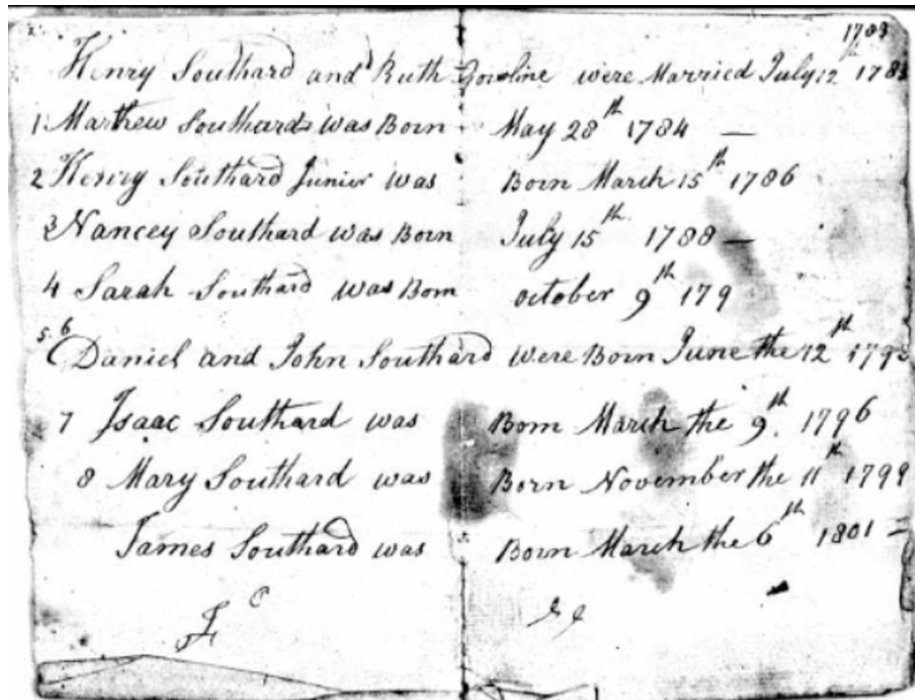 1783
Henry Southard and Ruth Goseline were Married July 12th 1783
1 Matthew Southard was Born May 28th 1784 —
2 Henry Southard Junier was Born March 15th 1786
3 Nancey Southard was Born July 15th 1788 —
4 Sarah Southard was Born october 9th 179
5.6 Daniel and John Southard were Born June the 12th 179
7 Isaac Southard was Born March the 9th 1796
8 Mary Southard was Born November the 11th 1799
James Southard was Born March the 6th 1801 —